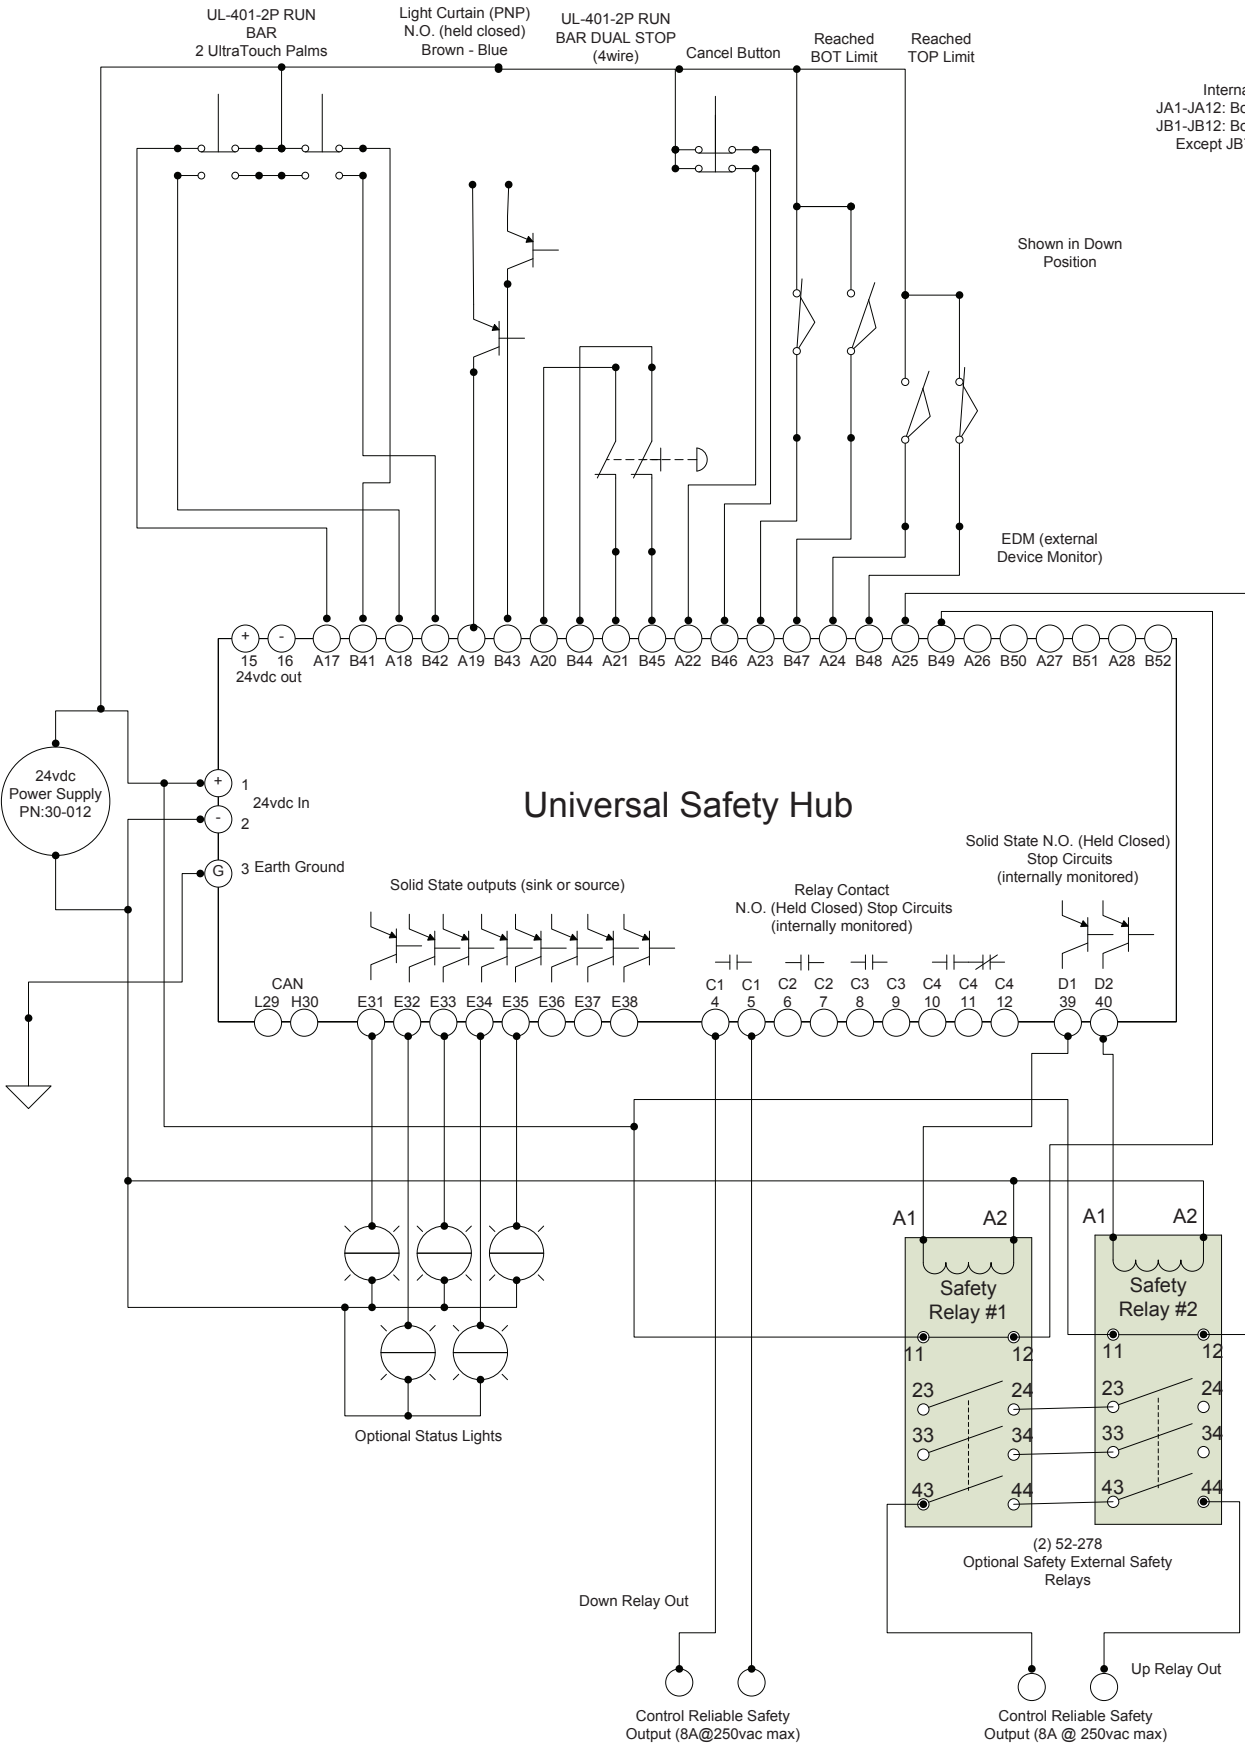 UL-401-2P RUN
BAR
2 UltraTouch Palms
Light Curtain (PNP)
N.O. (held closed)
Brown - Blue
UL-401-2P RUN
BAR DUAL STOP
(4wire)
Cancel Button
Reached
BOT Limit
Reached
TOP Limit
JA1-JA12:
JB1-JB12:
Except
Shown in Down
Position
EDM (external
Device Monitor)
+ -
15 16 A17 B41 A18 B42 A19 B43 A20 B44 A21 B45 A22 B46 A23 B47 A24 B48 A25 B49 A26 B50 A27 B51 A28 B52
24vdc out
24vdc
Power Supply
PN:30-012
+ 1
24vdc In
- 2
G 3 Earth Ground
Universal Safety Hub
Solid State outputs (sink or source)
Relay Contact
N.O. (Held Closed) Stop Circuits
(internally monitored)
Solid State N.O. (Held Closed)
Stop Circuits
(internally monitored)
CAN
L29 H30 E31 E32 E33 E34 E35 E36 E37 E38
C1 C1 C2 C2 C3 C3 C4 C4 C4 D1 D2
4 5 6 7 8 9 10 11 12 39 40
A1 A2 A1 A2
Safety
Relay #1
Safety
Relay #2
11 12 11 12
23 24 23 24
33 34 33 34
43 44 43 44
Optional Status Lights
(2) 52-278
Optional Safety External Safety
Relays
Down Relay Out
Up Relay Out
Control Reliable Safety
Output (8A@250vac max)
Control Reliable Safety
Output (8A @ 250vac max)